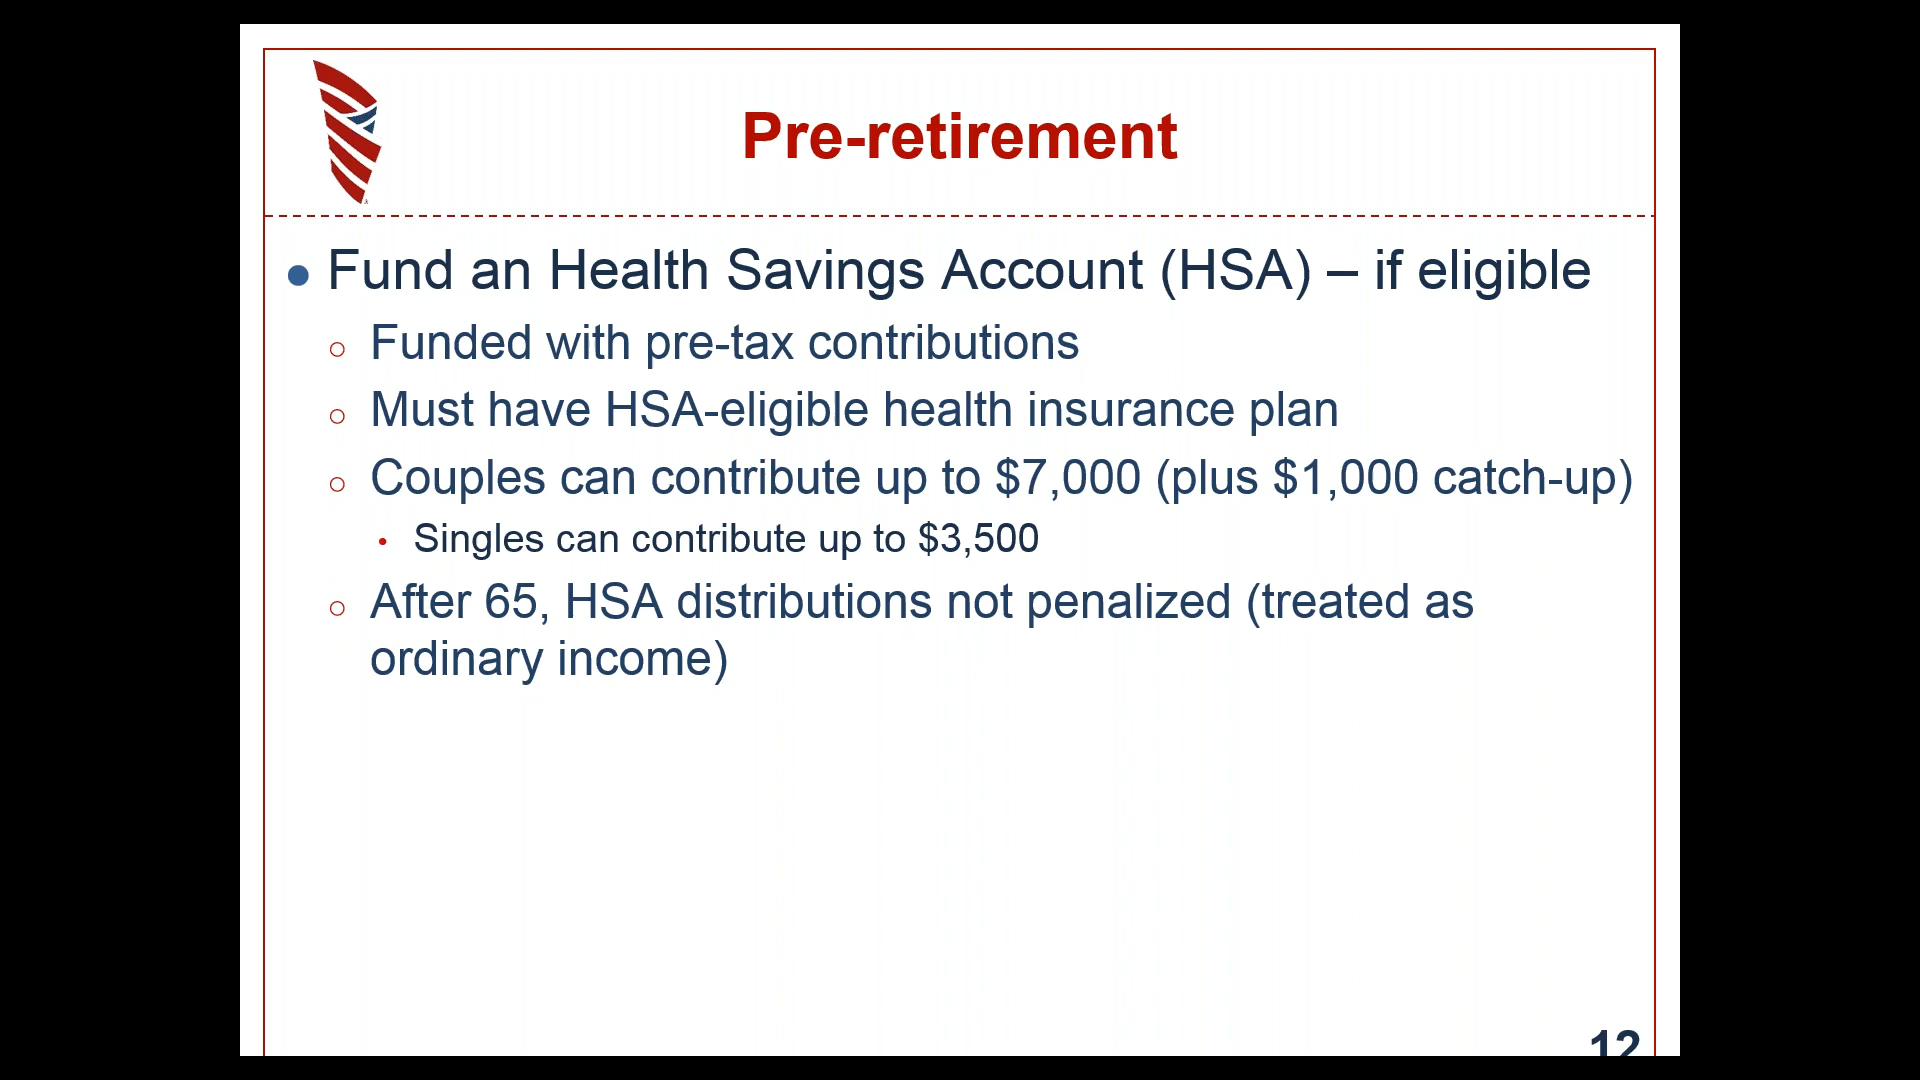 Pre-retirement
● Fund an Health Savings Account (HSA) – if eligible
○ Funded with pre-tax contributions
○ Must have HSA-eligible health insurance plan
○ Couples can contribute up to $7,000 (plus $1,000 catch-up)
• Singles can contribute up to $3,500
○ After 65, HSA distributions not penalized (treated as
ordinary income)
12